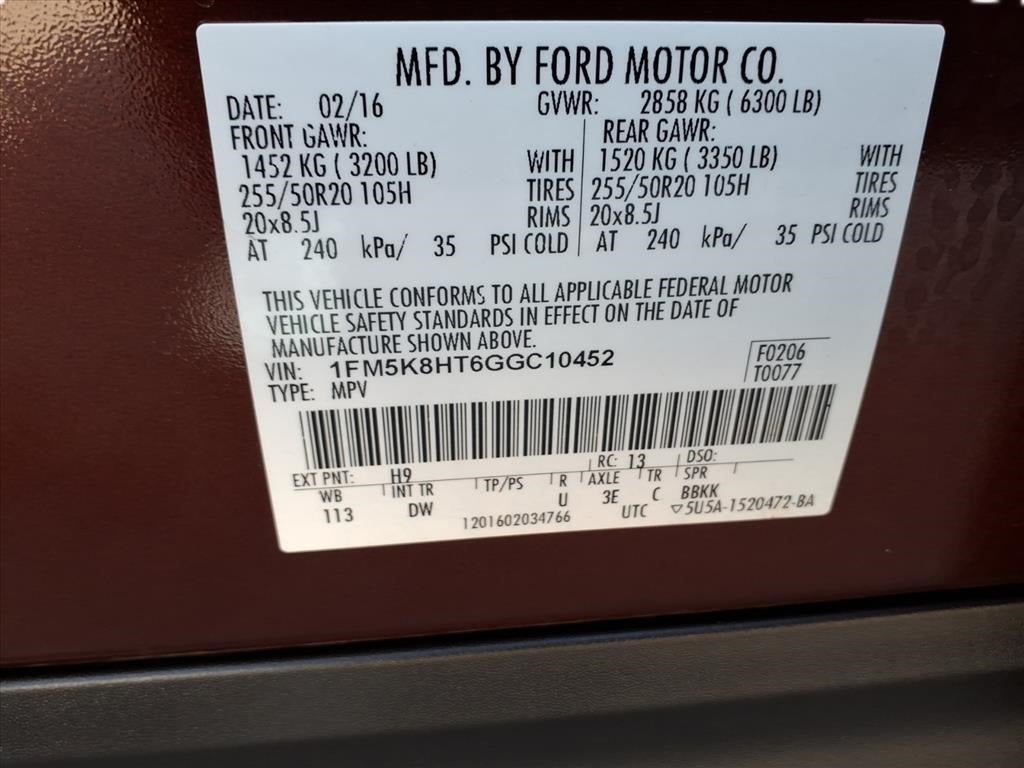 MFD. BY FORD MOTOR CO.
DATE: 02/16 GVWR: 2858 KG ( 6300 LB)
FRONT GAWR: REAR GAWR:
1452 KG ( 3200 LB) WITH 1520 KG ( 3350 LB) WITH
255/50R20 105H TIRES 255/50R20 105H TIRES
20x8.5J RIMS 20x8.5J RIMS
AT 240 kPa/ 35 PSI COLD AT 240 kPa/ 35 PSI COLD
THIS VEHICLE CONFORMS TO ALL APPLICABLE FEDERAL MOTOR
VEHICLE SAFETY STANDARDS IN EFFECT ON THE DATE OF
MANUFACTURE SHOWN ABOVE.
VIN: 1FM5K8HT6GGC10452 F0206
TYPE: MPV T0077
EXT PNT: H9 RC: 13 DSO:
WB INT TR TP/PS R AXLE TR SPR
113 DW U 3E C BBKK
1201602034766 UTC ▽5U5A-1520472-BA